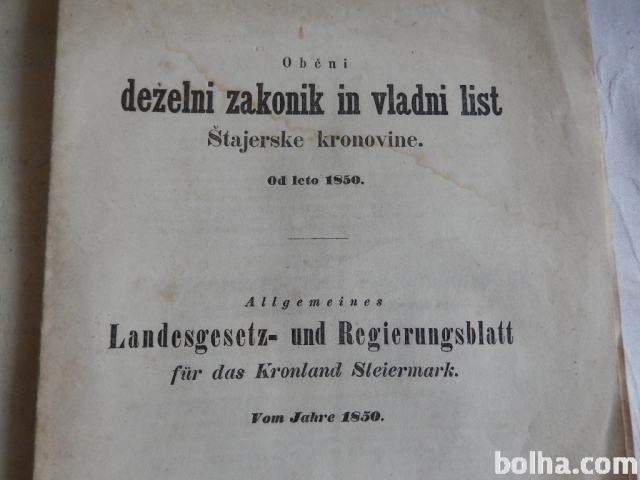 Občni
deželni zakonik in vladni list
Štajerske kronovine.
Od leto 1850.
Allgemeines
Landesgesetz- und Regierungsblatt
für das Kronland Steiermark.
Vom Jahre 1850.
bolha.com